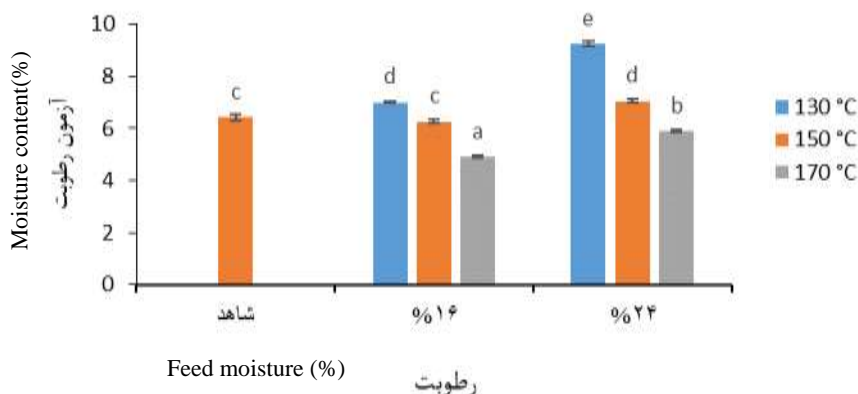 Moisture content(%)
آزمون رطوبت
10
8
6
4
2
0
c
d
c
a
e
d
b
130 °C
150 °C
170 °C
شاهد
%۱۶
%۲۴
Feed moisture (%)
رطوبت